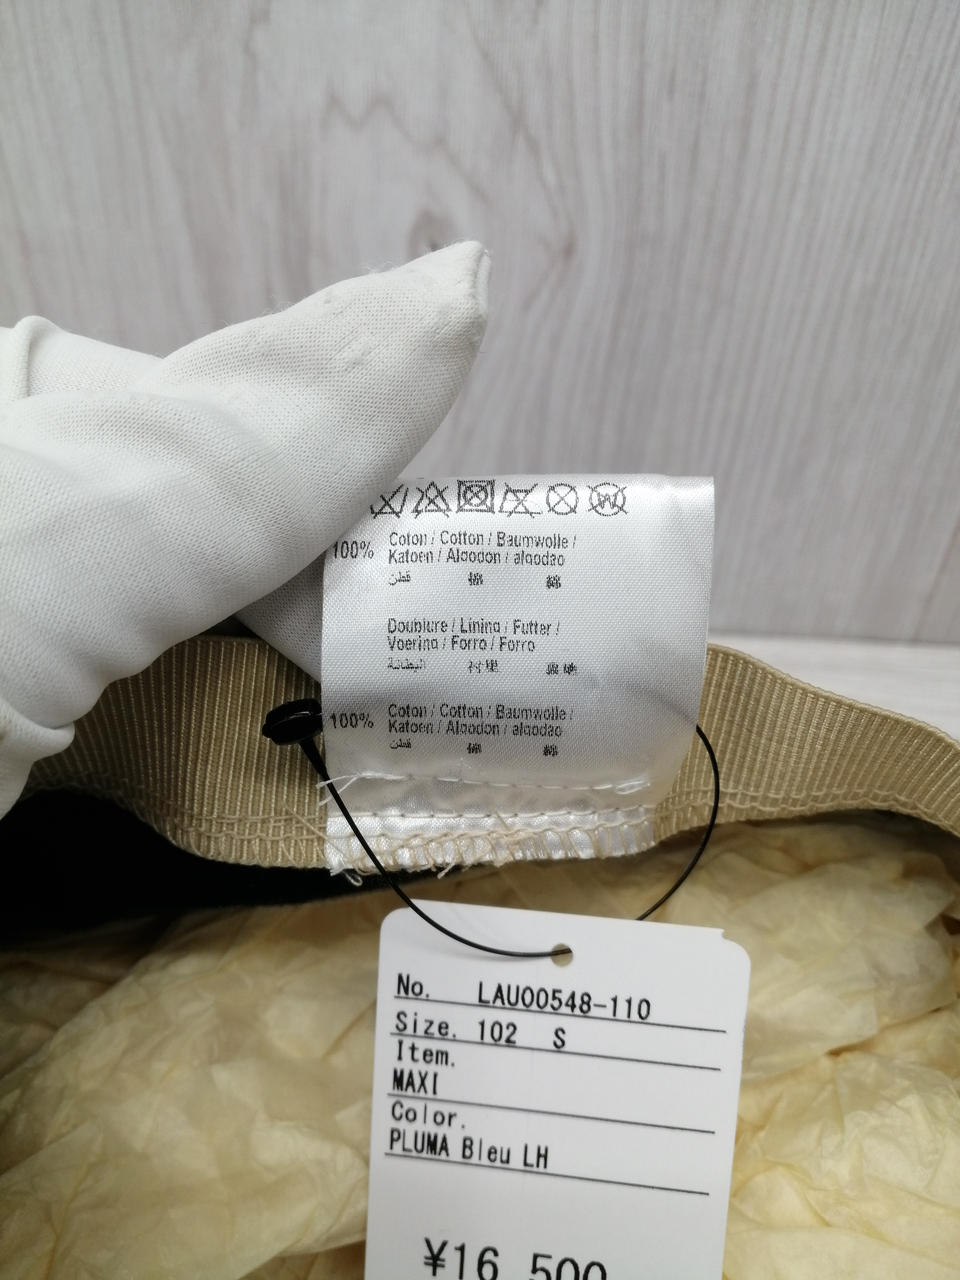 100% Coton / Cotton / Baumwolle /
Katoen / Algodon / algodao
قطن 棉 綿
Doublure / Lining / Futter /
Voering / Forro / Forro
البطانة 衬里 裏地
100% Coton / Cotton / Baumwolle /
Katoen / Algodon / algodao
قطن 棉 綿
No. LAU00548-110
Size. 102 S
Item.
MAXI
Color.
PLUMA Bleu LH
¥16,500